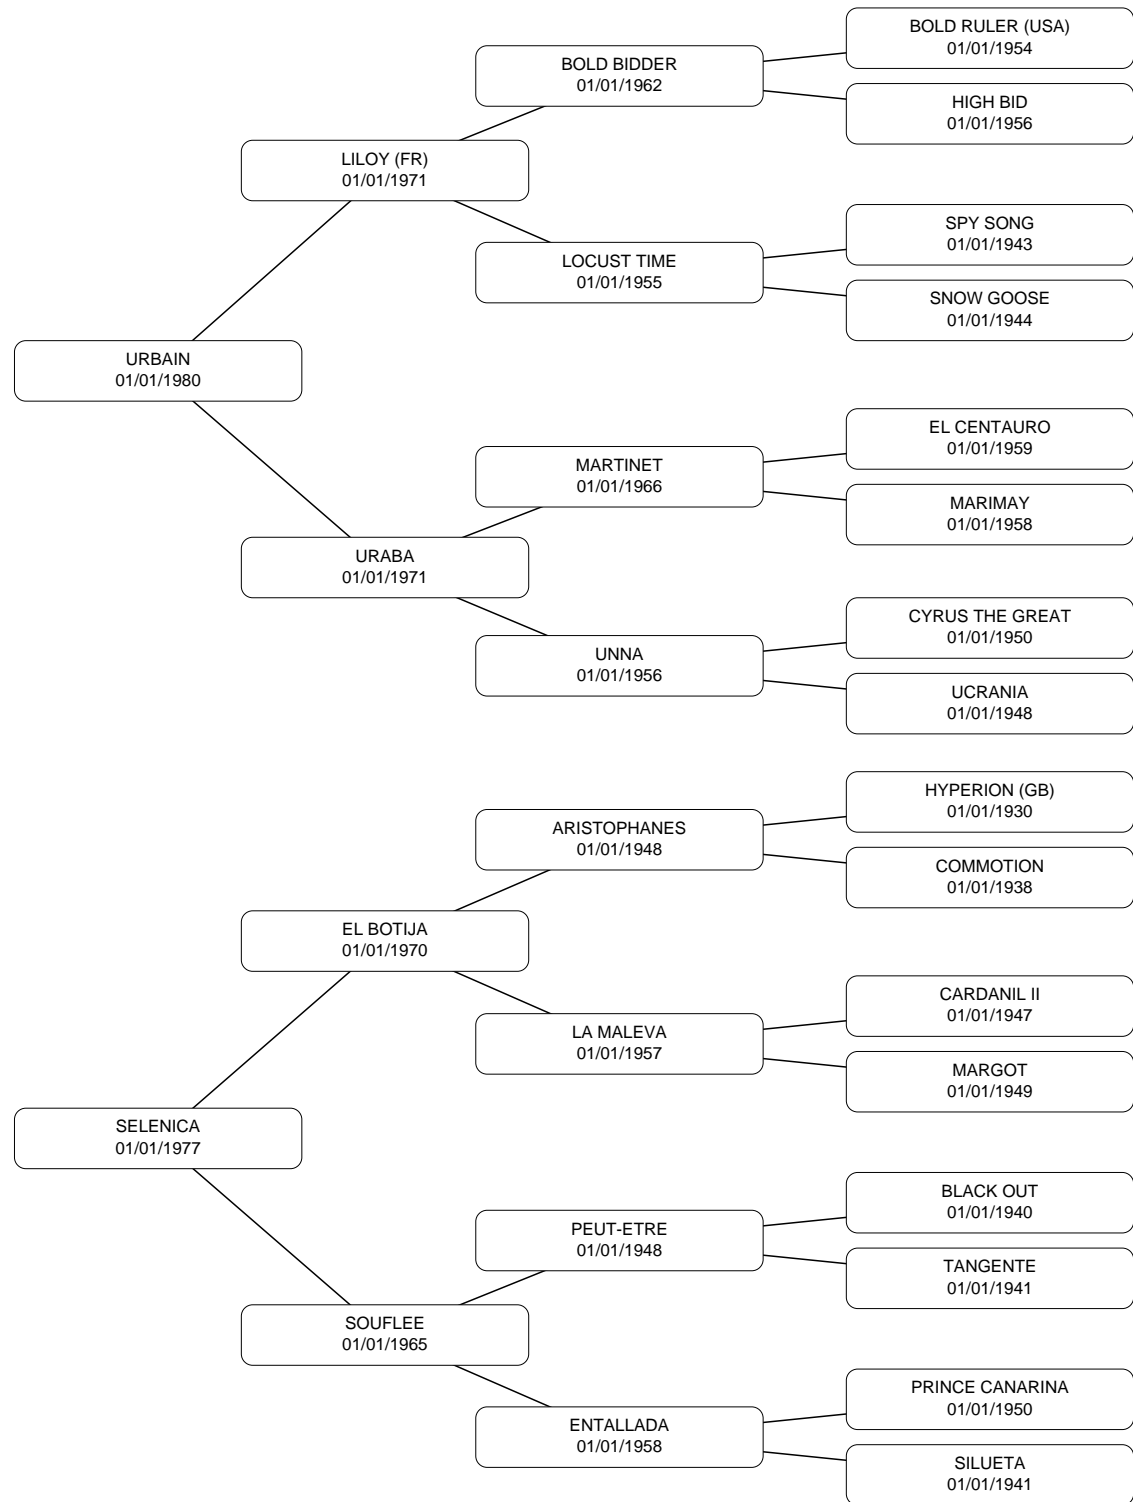 BOLD RULER (USA)
01/01/1954
BOLD BIDDER
01/01/1962
HIGH BID
01/01/1956
LILOY (FR)
01/01/1971
SPY SONG
01/01/1943
LOCUST TIME
01/01/1955
SNOW GOOSE
01/01/1944
URBAIN
01/01/1980
EL CENTAURO
01/01/1959
MARTINET
01/01/1966
MARIMAY
01/01/1958
URABA
01/01/1971
CYRUS THE GREAT
01/01/1950
UNNA
01/01/1956
UCRANIA
01/01/1948
HYPERION (GB)
01/01/1930
ARISTOPHANES
01/01/1948
COMMOTION
01/01/1938
EL BOTIJA
01/01/1970
CARDANIL II
01/01/1947
LA MALEVA
01/01/1957
MARGOT
01/01/1949
SELENICA
01/01/1977
BLACK OUT
01/01/1940
PEUT-ETRE
01/01/1948
TANGENTE
01/01/1941
SOUFLEE
01/01/1965
PRINCE CANARINA
01/01/1950
ENTALLADA
01/01/1958
SILUETA
01/01/1941